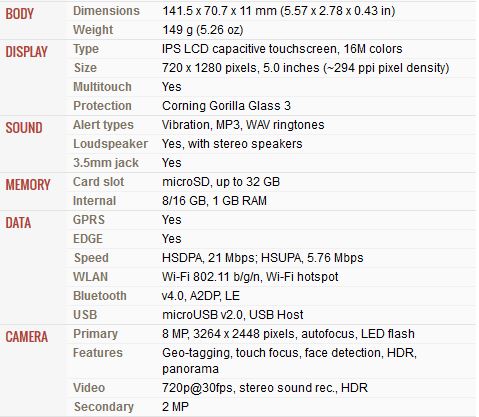 BODY Dimensions 141.5 x 70.7 x 11 mm (5.57 x 2.78 x 0.43 in)
Weight 149 g (5.26 oz)
DISPLAY Type IPS LCD capacitive touchscreen, 16M colors
Size 720 x 1280 pixels, 5.0 inches (~294 ppi pixel density)
Multitouch Yes
Protection Corning Gorilla Glass 3
SOUND Alert types Vibration, MP3, WAV ringtones
Loudspeaker Yes, with stereo speakers
3.5mm jack Yes
MEMORY Card slot microSD, up to 32 GB
Internal 8/16 GB, 1 GB RAM
DATA GPRS Yes
EDGE Yes
Speed HSDPA, 21 Mbps; HSUPA, 5.76 Mbps
WLAN Wi-Fi 802.11 b/g/n, Wi-Fi hotspot
Bluetooth v4.0, A2DP, LE
USB microUSB v2.0, USB Host
CAMERA Primary 8 MP, 3264 x 2448 pixels, autofocus, LED flash
Features Geo-tagging, touch focus, face detection, HDR,
panorama
Video 720p@30fps, stereo sound rec., HDR
Secondary 2 MP